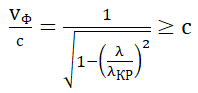 v_Ф/c = 1/√(1−(λ/λ_КР)²) ≥ c